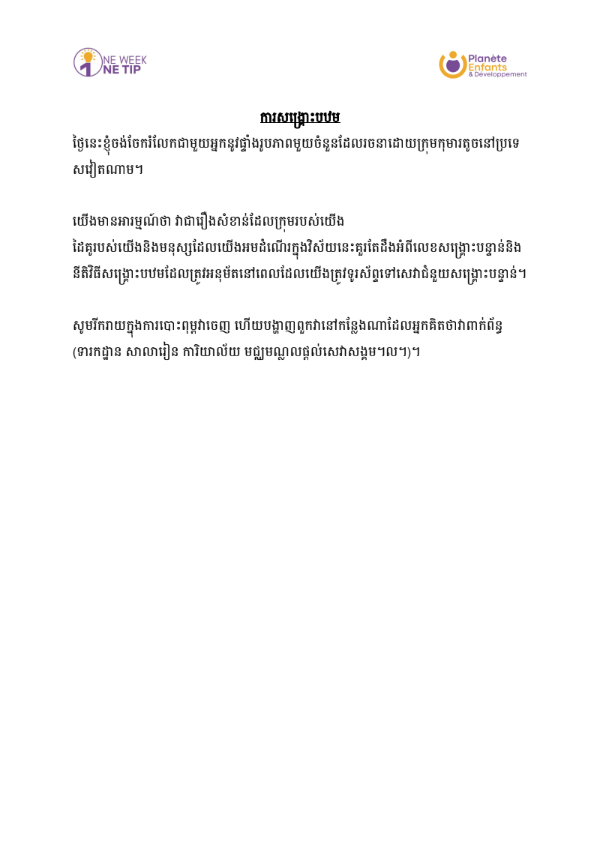 NE WEEK
1NE TIP
Planète
Enfants
& Développement
ការសង្គ្រោះបឋម
ថ្ងៃនេះខ្ញុំចង់ចែករំលែកជាមួយអ្នកនូវផ្ទាំងរូបភាពមួយចំនួនដែលរចនាដោយក្រុមកុមារតូចនៅប្រទេ
សវៀតណាម។
យើងមានអារម្មណ៍ថា វាជារឿងសំខាន់ដែលក្រុមរបស់យើង
ដៃគូរបស់យើងនិងមនុស្សដែលយើងអមដំណើរក្នុងវិស័យនេះគួរតែដឹងអំពីលេខសង្គ្រោះបន្ទាន់និង
នីតិវិធីសង្គ្រោះបឋមដែលត្រូវអនុម័តនៅពេលដែលយើងត្រូវទូរស័ព្ទទៅសេវាជំនួយសង្គ្រោះបន្ទាន់។
សូមរីករាយក្នុងការបោះពុម្ពវាចេញ ហើយបង្ហាញពួកវានៅកន្លែងណាដែលអ្នកគិតថាវាពាក់ព័ន្ធ
(ទារកដ្ឋាន សាលារៀន ការិយាល័យ មជ្ឈមណ្ឌលផ្តល់សេវាសង្គម។ល។)។